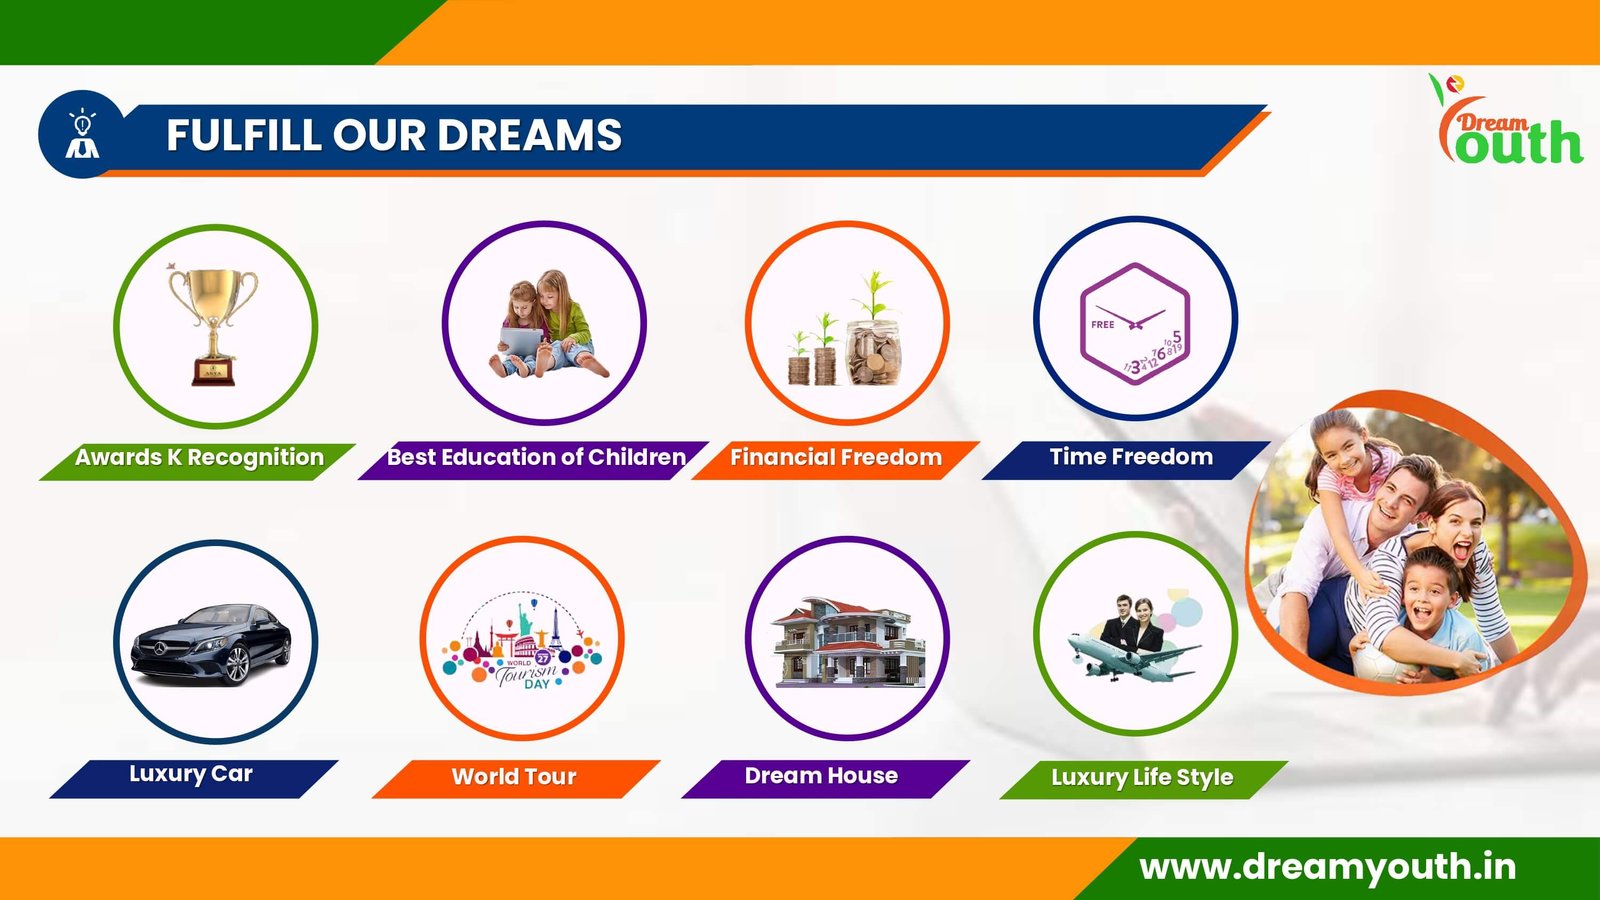 FULFILL OUR DREAMS
Dream
outh
FREE
Awards K Recognition
Best Education of Children
Financial Freedom
Time Freedom
WORLD
27
Tourism
DAY
Luxury Car
World Tour
Dream House
Luxury Life Style
www.dreamyouth.in